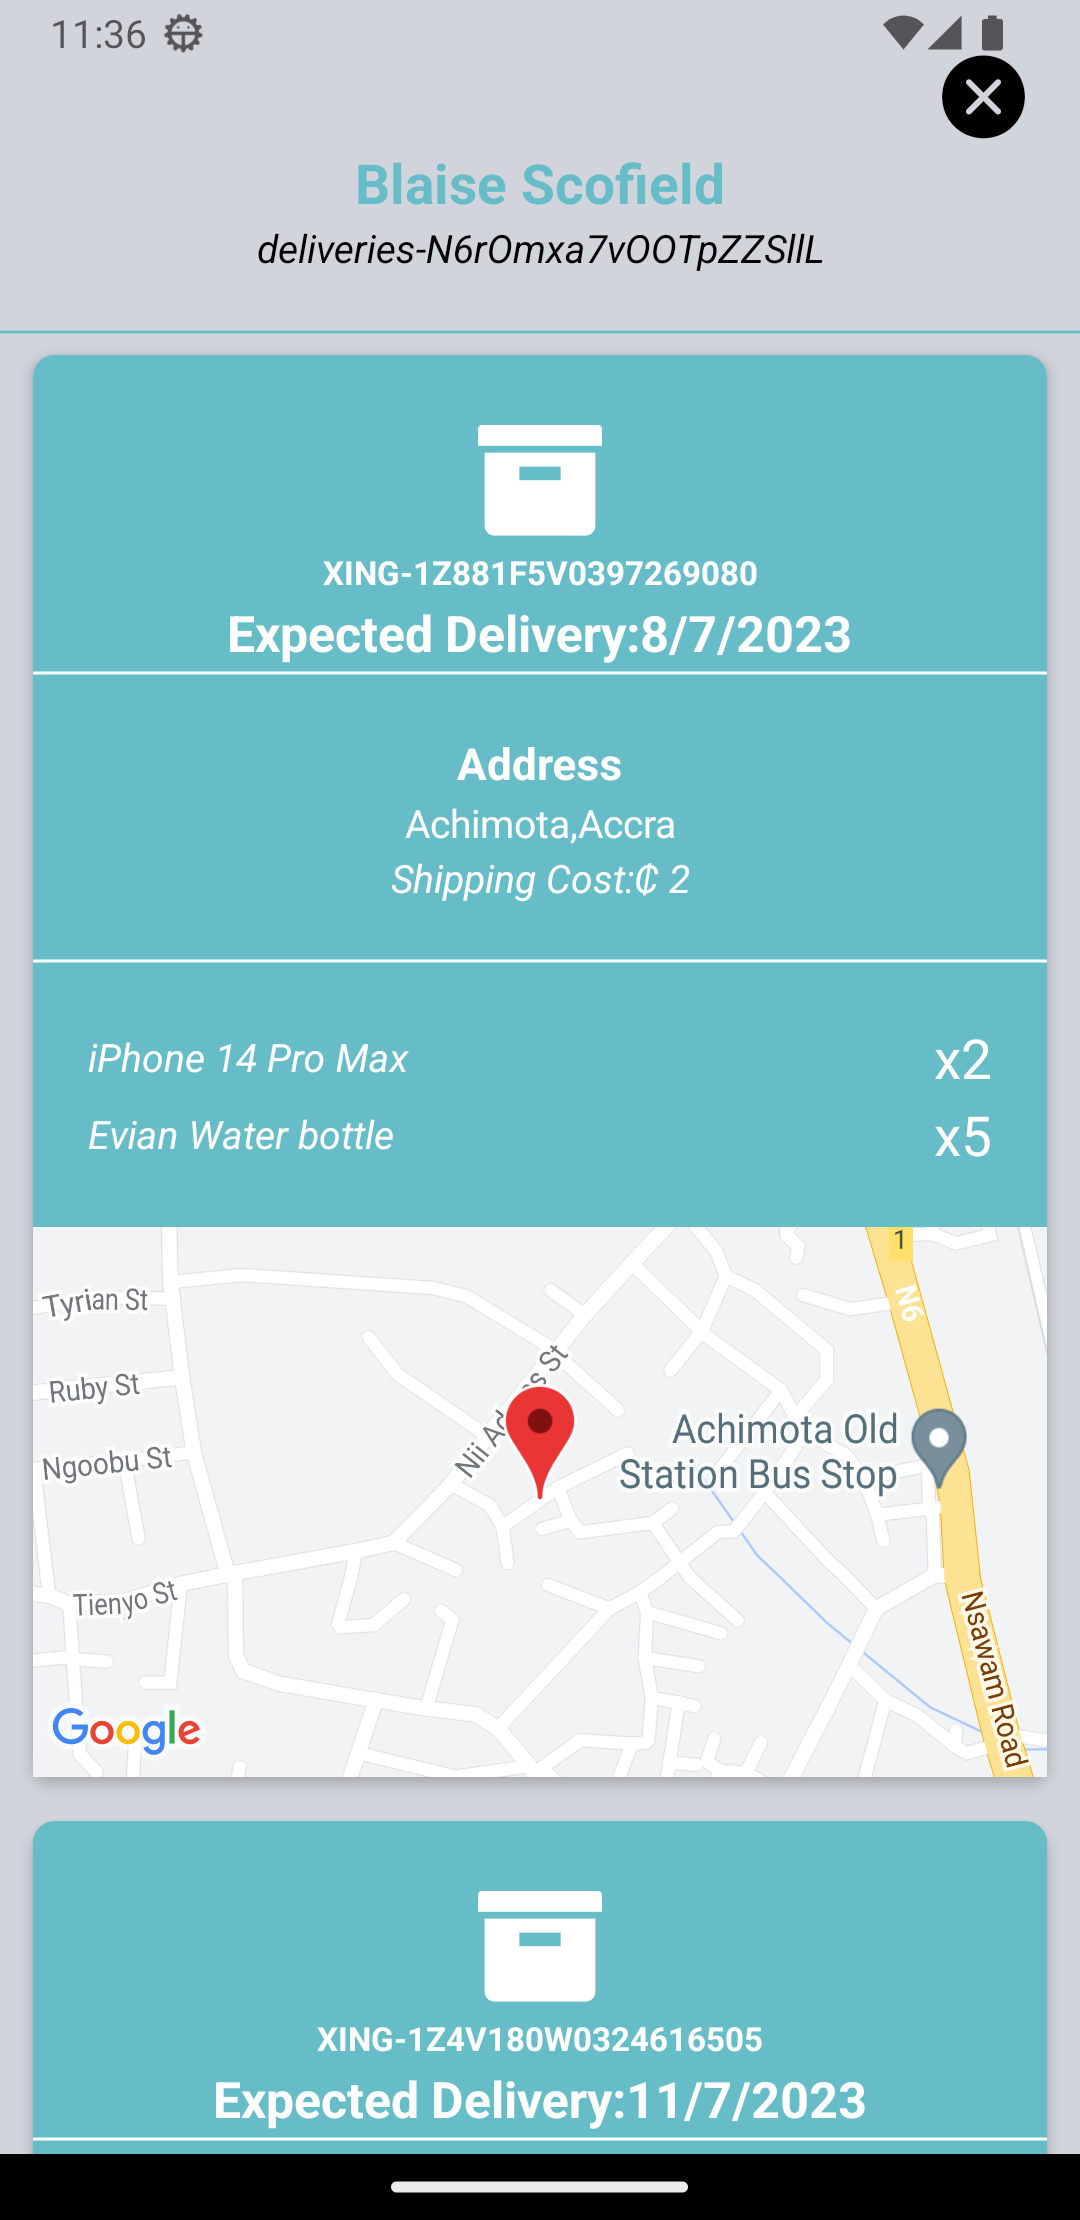 11:36
Blaise Scofield
deliveries-N6rOmxa7vOOTpZZSllL
XING-1Z881F5V0397269080
Expected Delivery:8/7/2023
Address
Achimota,Accra
Shipping Cost:₵ 2
iPhone 14 Pro Max x2
Evian Water bottle x5
1
N6
Tyrian St
Ruby St
Nii St
Achimota Old
Station Bus Stop
Ngoobu St
Tienyo St
Nsawam Road
Google
XING-1Z4V180W0324616505
Expected Delivery:11/7/2023